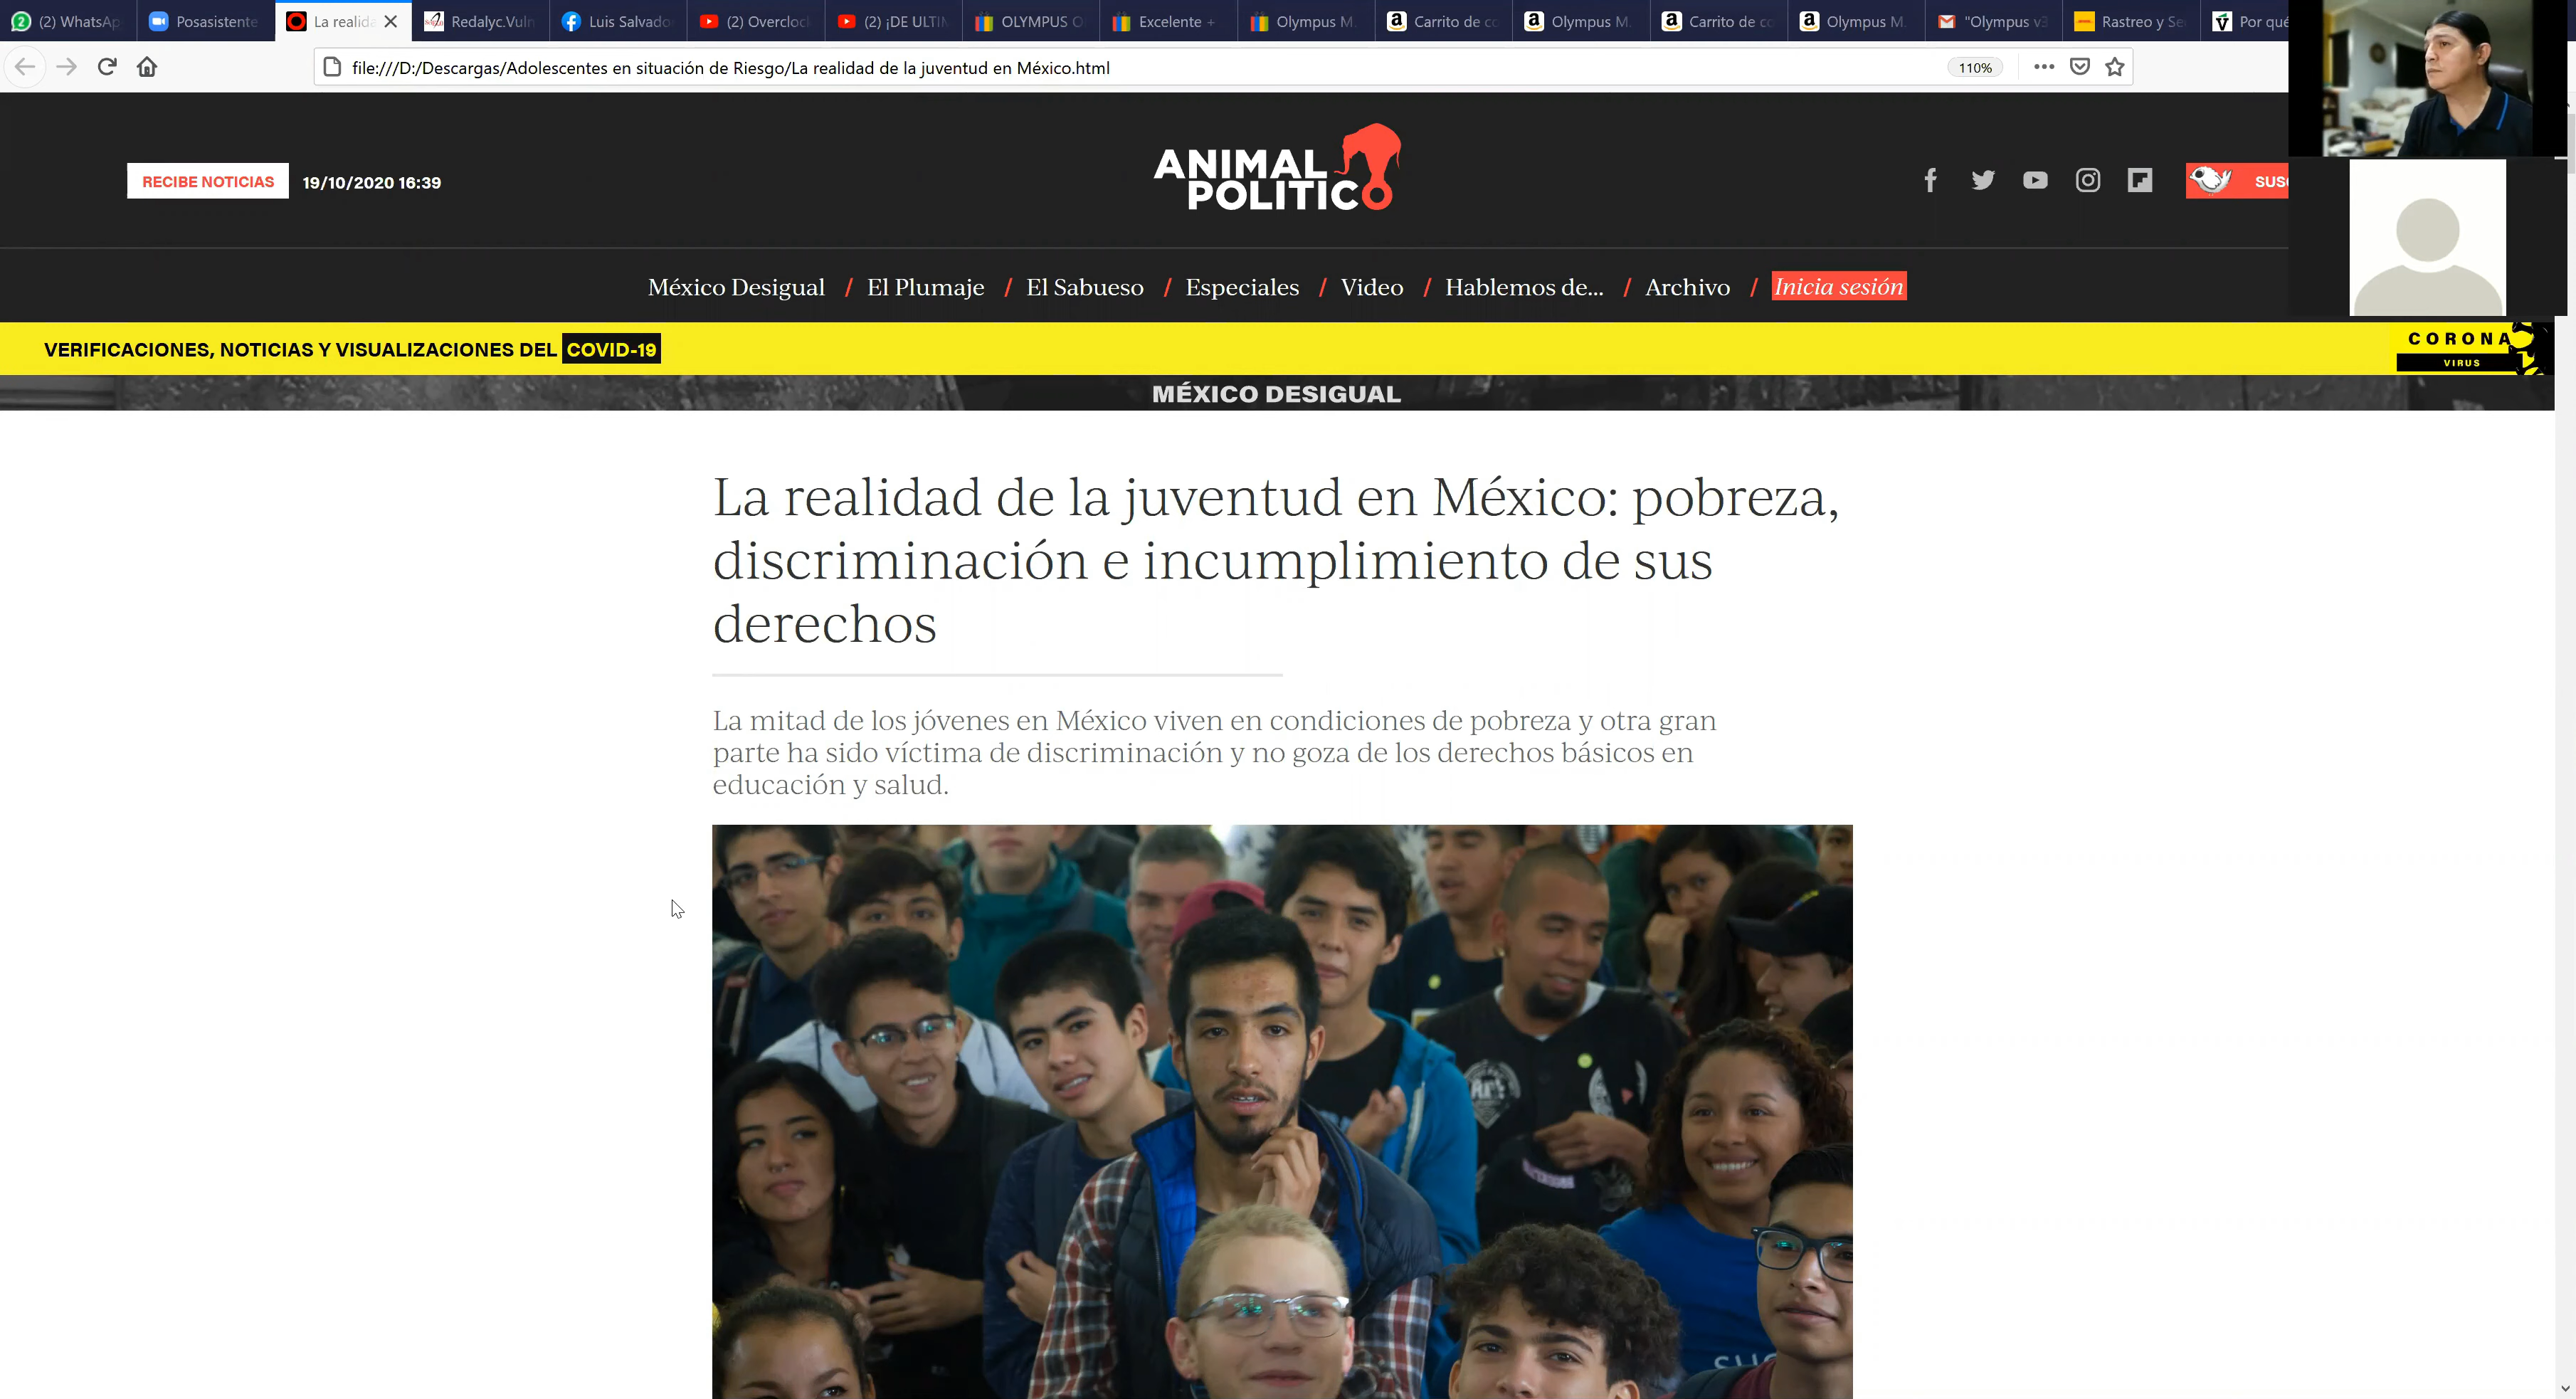 (2) WhatsAp
Posasistente
La realida
Redalyc.Vuln
Luis Salvado
(2) Overcloc
(2) ¡DE ULTIM
OLYMPUS O
Excelente +
Olympus M.
Carrito de co
Olympus M.
Carrito de co
Olympus M.
"Olympus v3
Rastreo y Se
Por qué
file:///D:/Descargas/Adolescentes en situación de Riesgo/La realidad de la juventud en México.html
110%
RECIBE NOTICIAS
19/10/2020 16:39
ANIMAL
POLITICO
SUS
México Desigual / El Plumaje / El Sabueso / Especiales / Video / Hablemos de... / Archivo / Inicia sesión
VERIFICACIONES, NOTICIAS Y VISUALIZACIONES DEL COVID-19
CORONA
VIRUS
MÉXICO DESIGUAL
La realidad de la juventud en México: pobreza,
discriminación e incumplimiento de sus
derechos
La mitad de los jóvenes en México viven en condiciones de pobreza y otra gran
parte ha sido víctima de discriminación y no goza de los derechos básicos en
educación y salud.